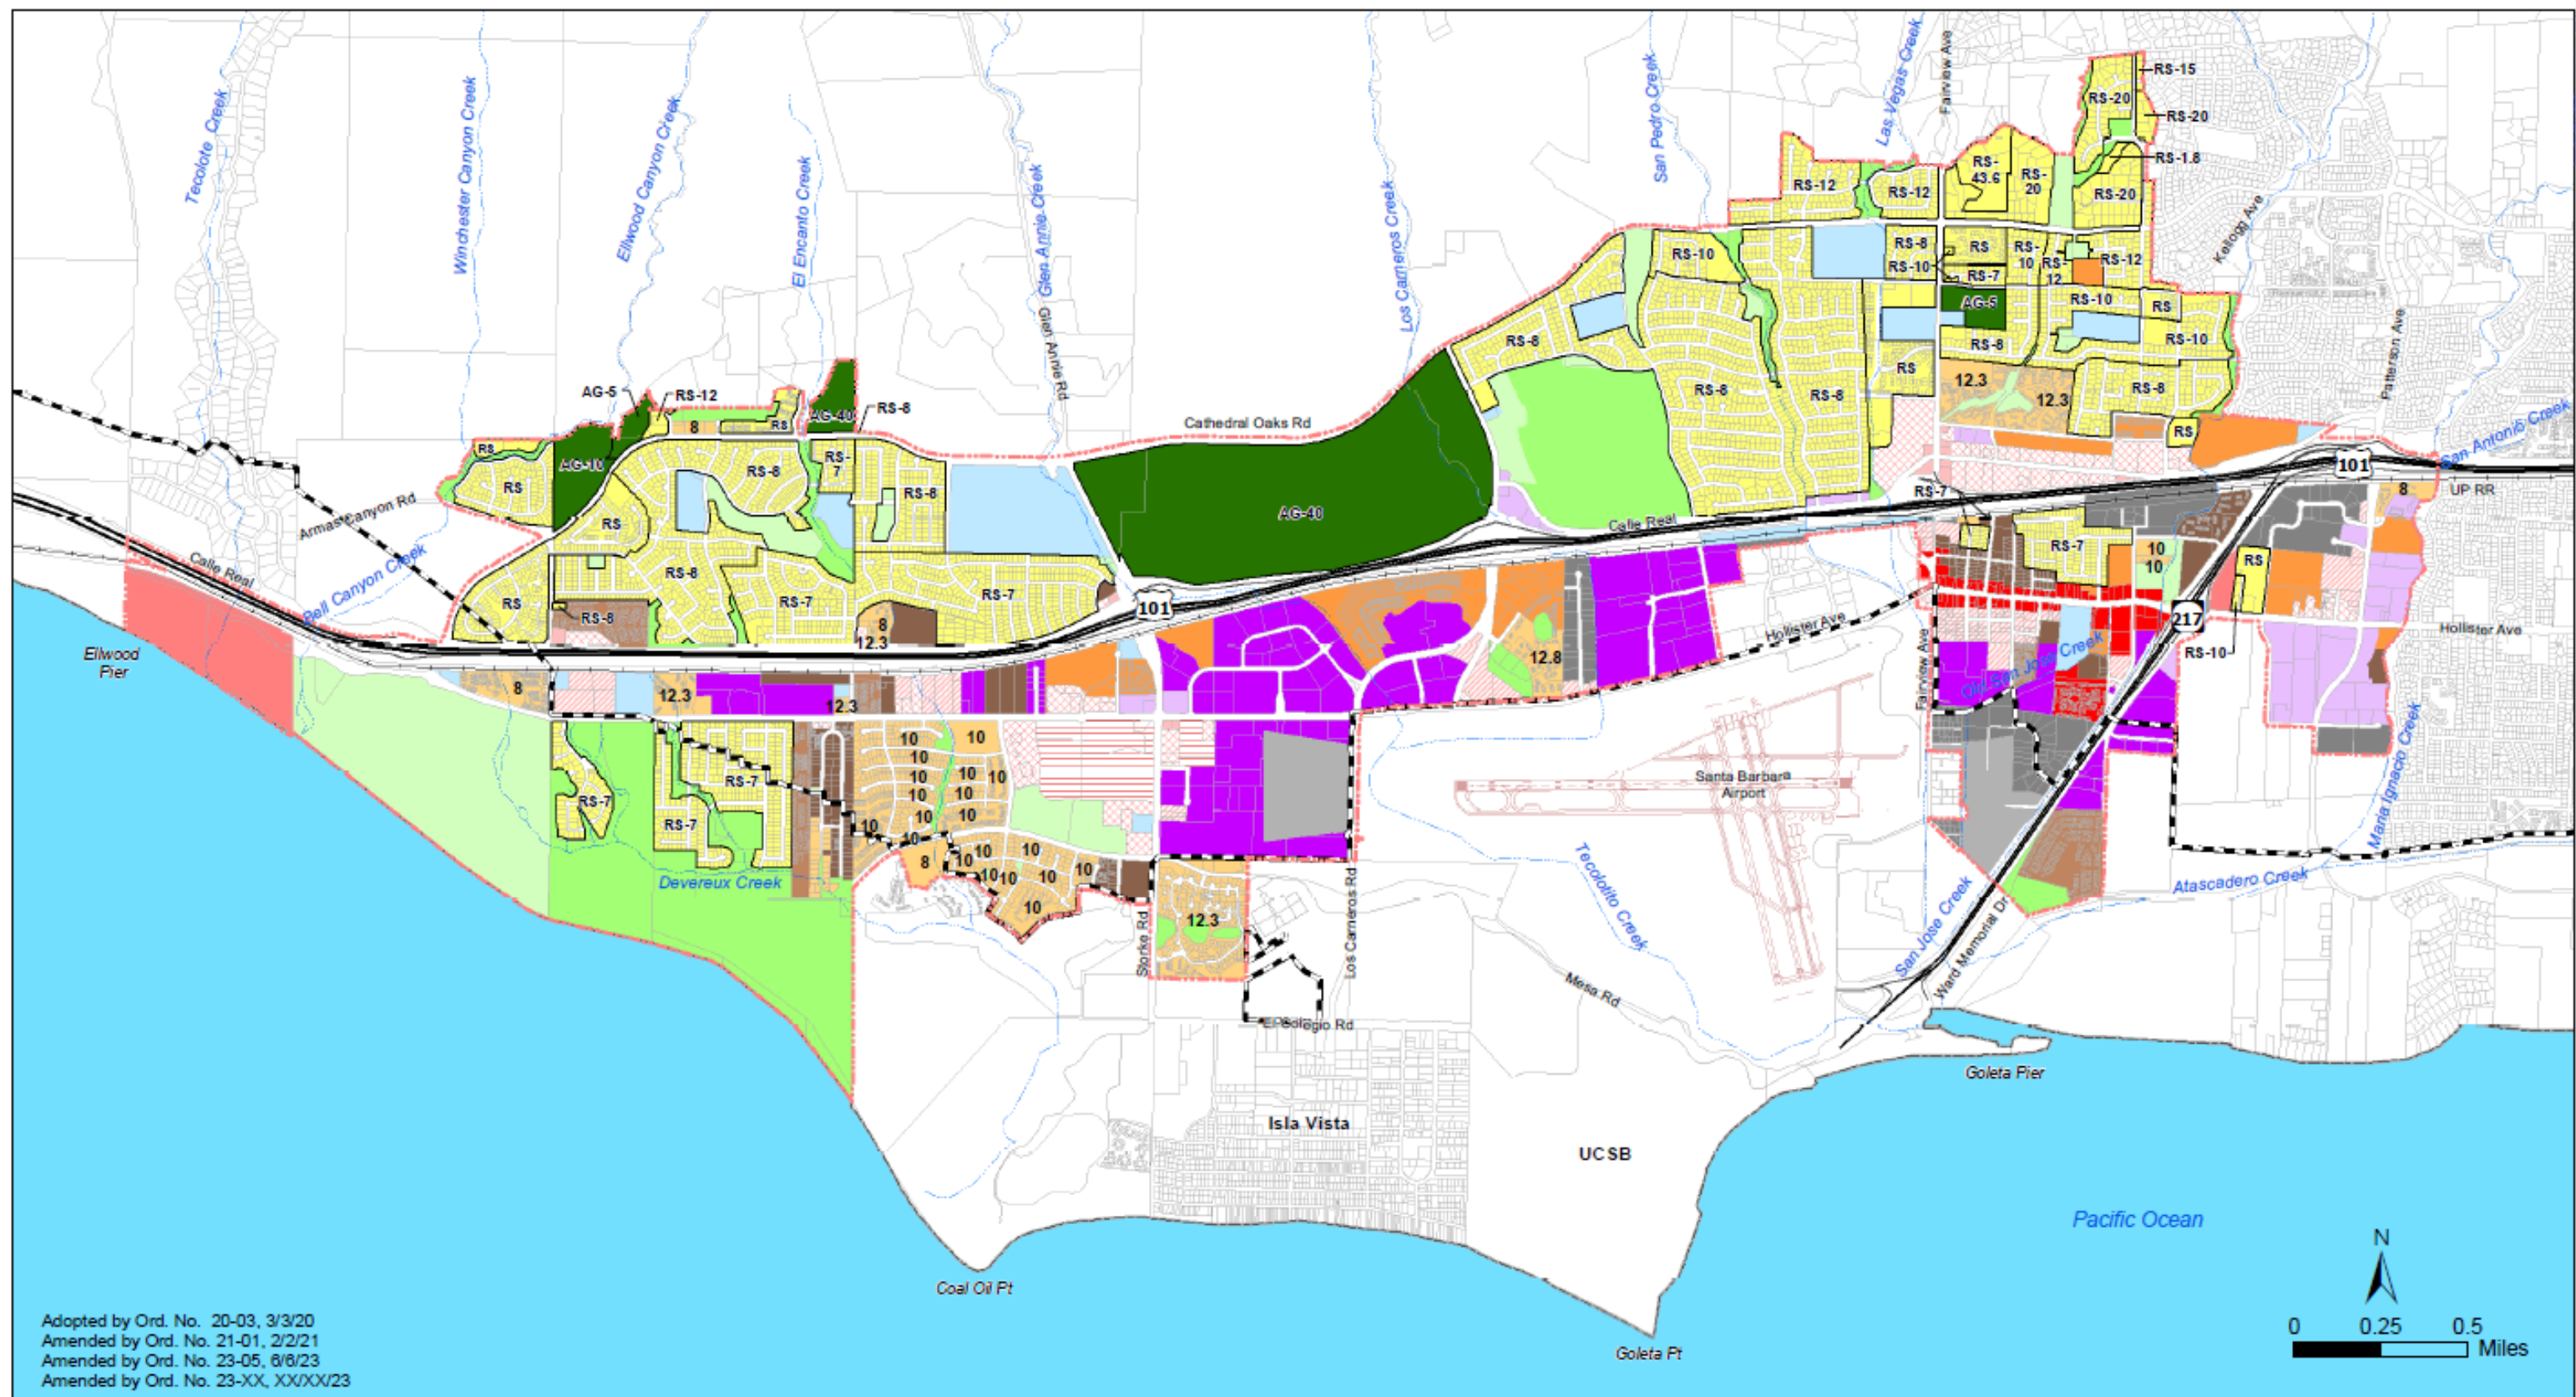 Tecolote Creek
Winchester Canyon Creek
Ellwood Canyon Creek
El Encanto Creek
Glen Annie Creek
Glen Annie Rd
Los Carneros Creek
San Pedro Creek
Las Vegas Creek
Fairview Ave
Kellogg Ave
Patterson Ave
San Antonio Creek
RS-15
RS-20
RS-20
RS-1.8
RS-20
RS-12
RS-12
RS-
43.6
RS-
20
RS-10
RS-8
RS-10
RS
RS-7
RS-
10
RS-
12
RS-12
AG-5
RS-10
RS
RS-8
RS-10
RS-8
RS
12.3
12.3
RS-8
RS
RS-8
RS-8
AG-5
RS-12
8
RS
AG-40
RS-8
Cathedral Oaks Rd
RS
RS
AG-10
RS
RS-8
RS-
7
RS-8
AG-40
Calle Real
101
UP RR
8
RS-7
RS-7
10
10
RS
217
Hollister Ave
RS-10
Old San Jose Creek
Armas Canyon Rd
Calle Real
Bell Canyon Creek
RS
RS-8
RS-8
RS-7
RS-7
8
12.3
101
Ellwood
Pier
8
12.3
12.3
12.8
Hollister Ave
Fairview Ave
RS-7
RS-7
RS-7
Devereux Creek
10
10
10
10
10
10
10
10
10
10
10
10
10
8
10
10
10
10
10
10
10
10
12.3
Storke Rd
Los Carneros Rd
Santa Barbara
Airport
Tecolotito Creek
Mesa Rd
El Colegio Rd
San Jose Creek
Ward Memorial Dr
Maria Ignacio Creek
Atascadero Creek
Goleta Pier
Isla Vista
UCSB
Coal Oil Pt
Goleta Pt
Pacific Ocean
N
0 0.25 0.5
Miles
Adopted by Ord. No. 20-03, 3/3/20
Amended by Ord. No. 21-01, 2/2/21
Amended by Ord. No. 23-05, 6/6/23
Amended by Ord. No. 23-XX, XX/XX/23